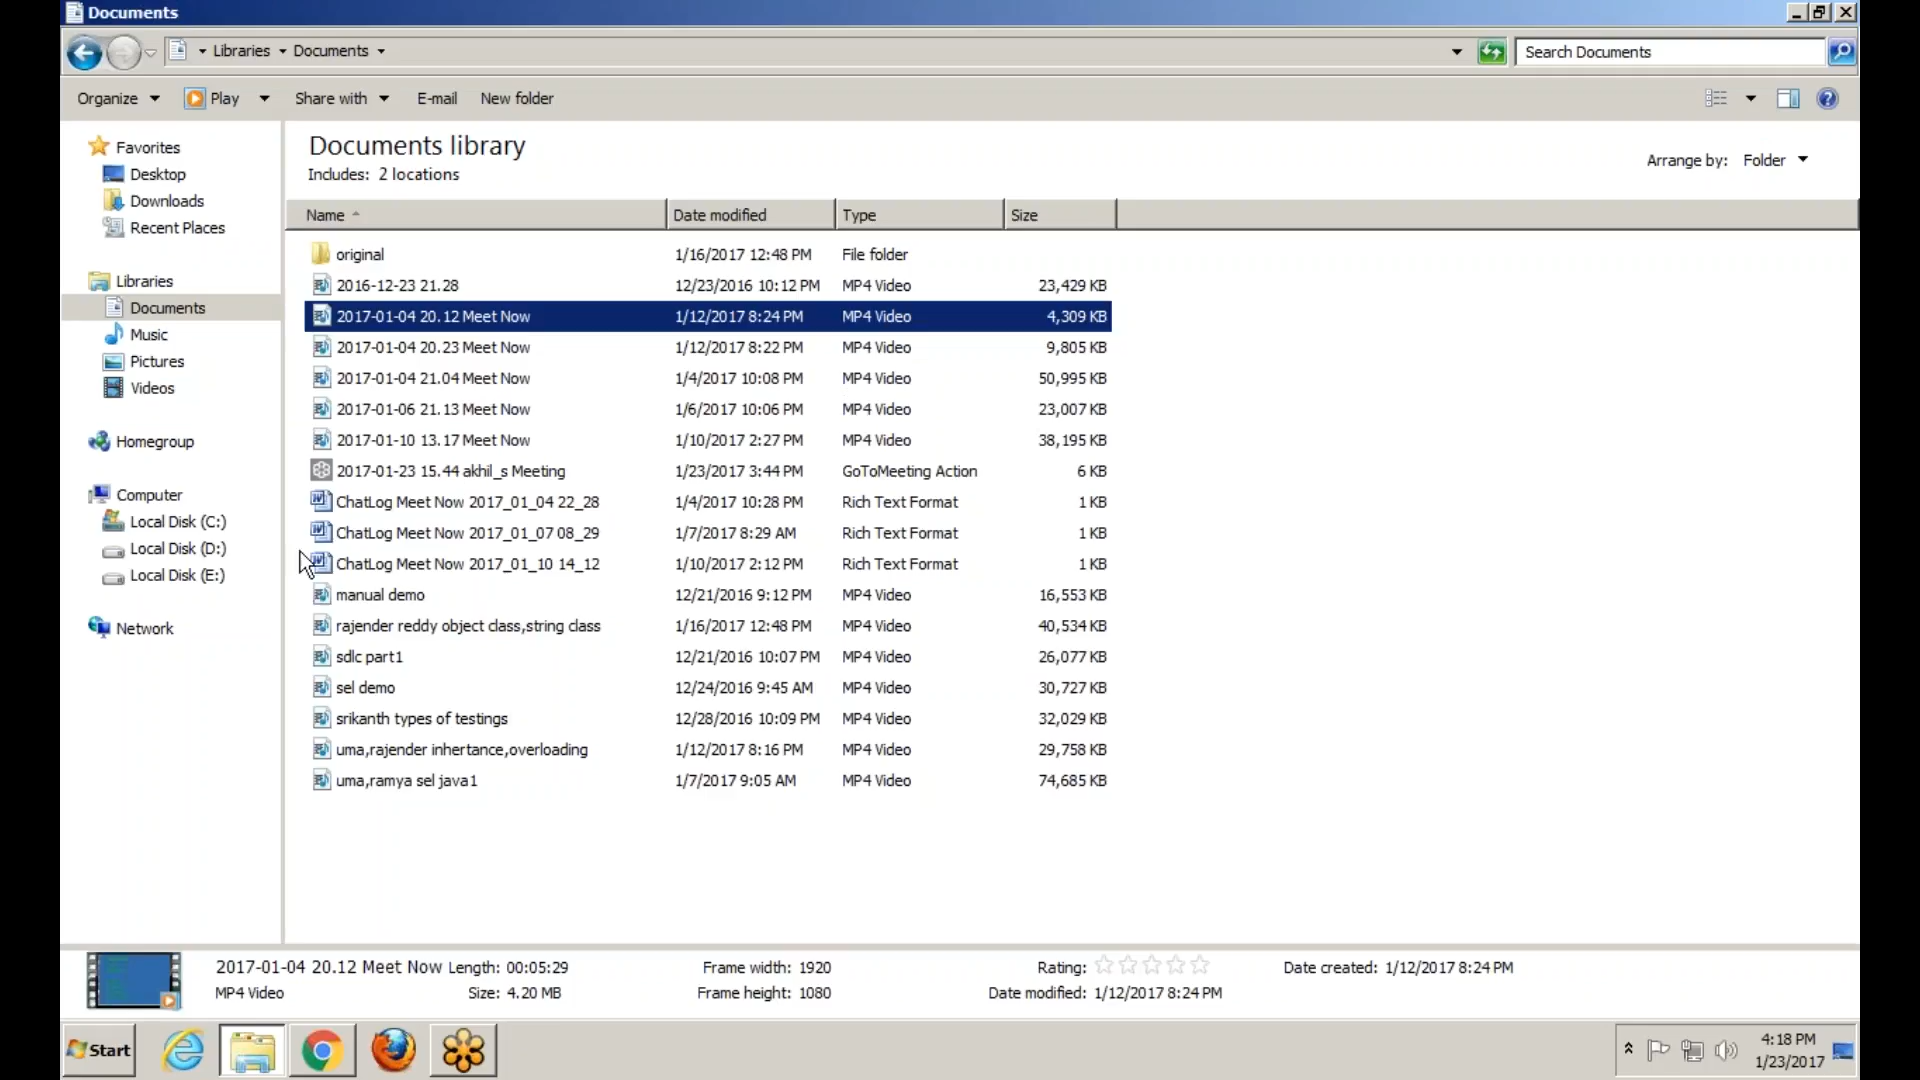 Documents
Libraries Documents Search Documents
Organize Play Share with E-mail New folder
Favorites
Desktop
Downloads
Recent Places
Libraries
Documents
Music
Pictures
Videos
Homegroup
Computer
Local Disk (C:)
Local Disk (D:)
Local Disk (E:)
Network
Documents library
Includes: 2 locations
Arrange by: Folder
Name Date modified Type Size
original 1/16/2017 12:48 PM File folder
2016-12-23 21.28 12/23/2016 10:12 PM MP4 Video 23,429 KB
2017-01-04 20.12 Meet Now 1/12/2017 8:24 PM MP4 Video 4,309 KB
2017-01-04 20.23 Meet Now 1/12/2017 8:22 PM MP4 Video 9,805 KB
2017-01-04 21.04 Meet Now 1/4/2017 10:08 PM MP4 Video 50,995 KB
2017-01-06 21.13 Meet Now 1/6/2017 10:06 PM MP4 Video 23,007 KB
2017-01-10 13.17 Meet Now 1/10/2017 2:27 PM MP4 Video 38,195 KB
2017-01-23 15.44 akhil_s Meeting 1/23/2017 3:44 PM GoToMeeting Action 6 KB
ChatLog Meet Now 2017_01_04 22_28 1/4/2017 10:28 PM Rich Text Format 1 KB
ChatLog Meet Now 2017_01_07 08_29 1/7/2017 8:29 AM Rich Text Format 1 KB
ChatLog Meet Now 2017_01_10 14_12 1/10/2017 2:12 PM Rich Text Format 1 KB
manual demo 12/21/2016 9:12 PM MP4 Video 16,553 KB
rajender reddy object class,string class 1/16/2017 12:48 PM MP4 Video 40,534 KB
sdlc part1 12/21/2016 10:07 PM MP4 Video 26,077 KB
sel demo 12/24/2016 9:45 AM MP4 Video 30,727 KB
srikanth types of testings 12/28/2016 10:09 PM MP4 Video 32,029 KB
uma,rajender inhertance,overloading 1/12/2017 8:16 PM MP4 Video 29,758 KB
uma,ramya sel java1 1/7/2017 9:05 AM MP4 Video 74,685 KB
2017-01-04 20.12 Meet Now Length: 00:05:29 Frame width: 1920 Rating: Date created: 1/12/2017 8:24 PM
MP4 Video Size: 4.20 MB Frame height: 1080 Date modified: 1/12/2017 8:24 PM
Start
4:18 PM
1/23/2017